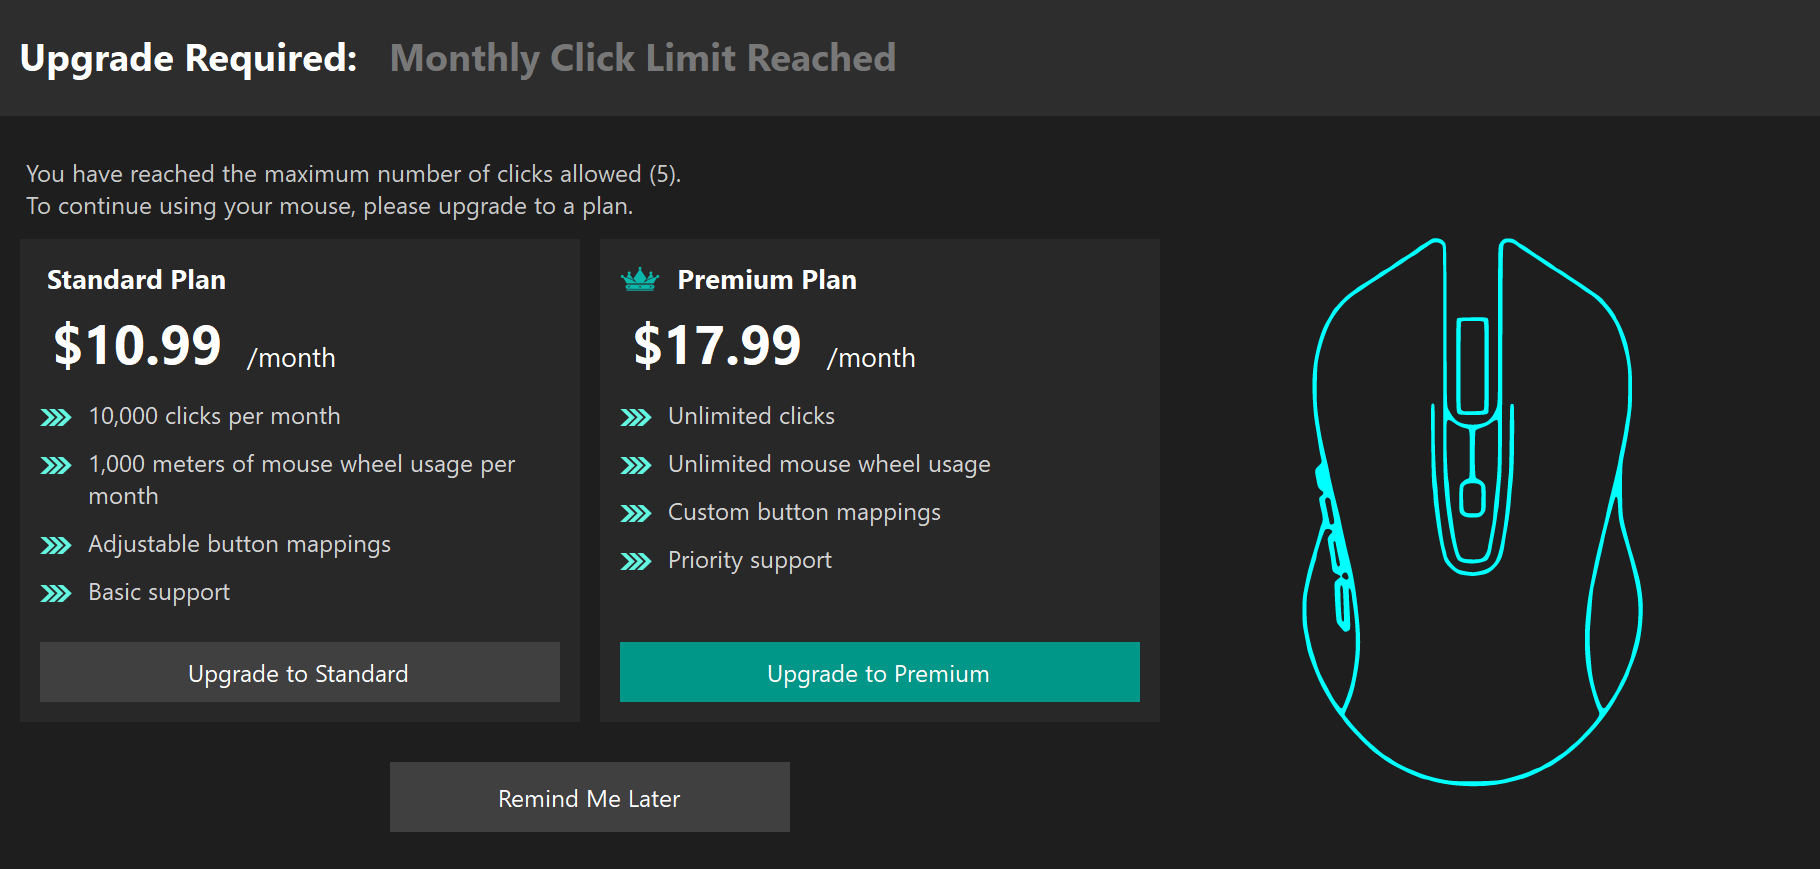 Upgrade Required: Monthly Click Limit Reached
You have reached the maximum number of clicks allowed (5).
To continue using your mouse, please upgrade to a plan.
Standard Plan
$10.99 /month
10,000 clicks per month
1,000 meters of mouse wheel usage per
month
Adjustable button mappings
Basic support
Upgrade to Standard
Premium Plan
$17.99 /month
Unlimited clicks
Unlimited mouse wheel usage
Custom button mappings
Priority support
Upgrade to Premium
Remind Me Later